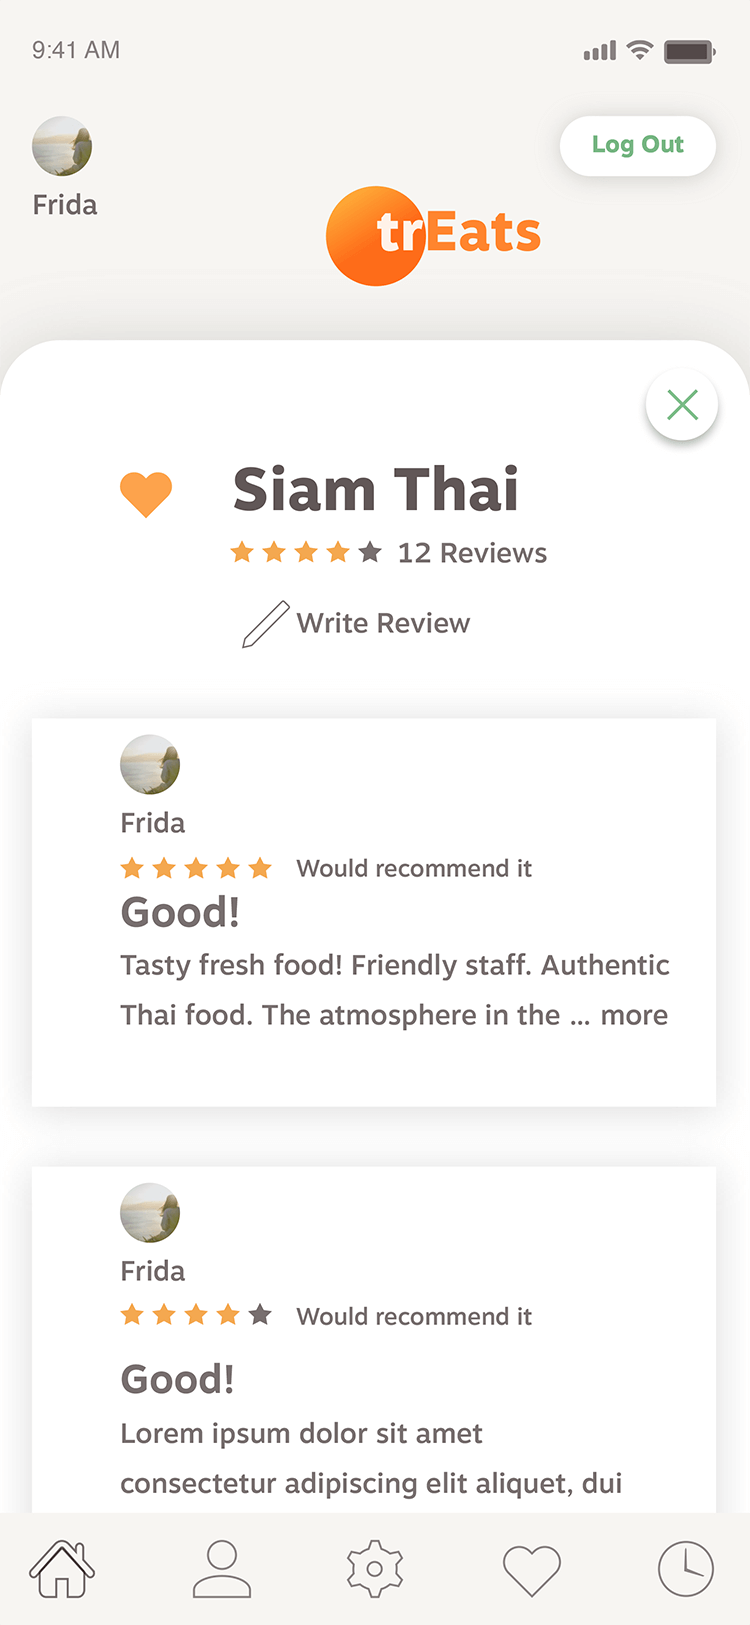 9:41 AM
Log Out
Frida
trEats
Siam Thai
12 Reviews
Write Review
Frida
Would recommend it
Good!
Tasty fresh food! Friendly staff. Authentic
Thai food. The atmosphere in the ... more
Frida
Would recommend it
Good!
Lorem ipsum dolor sit amet
consectetur adipiscing elit aliquet, dui